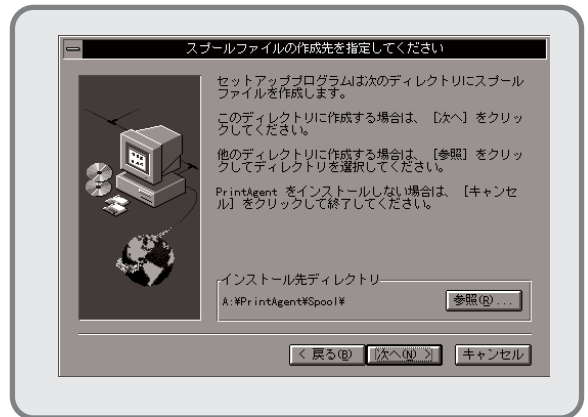 スプールファイルの作成先を指定してください
セットアッププログラムは次のディレクトリにスプール
ファイルを作成します。
このディレクトリに作成する場合は、［次へ］をクリッ
クしてください。
他のディレクトリに作成する場合は、［参照］をクリッ
クしてディレクトリを選択してください。
PrintAgent をインストールしない場合は、［キャンセ
ル］をクリックして終了してください。
インストール先ディレクトリ
A:¥PrintAgent¥Spool¥
参照(R)...
< 戻る(B)
次へ(N) >
キャンセル